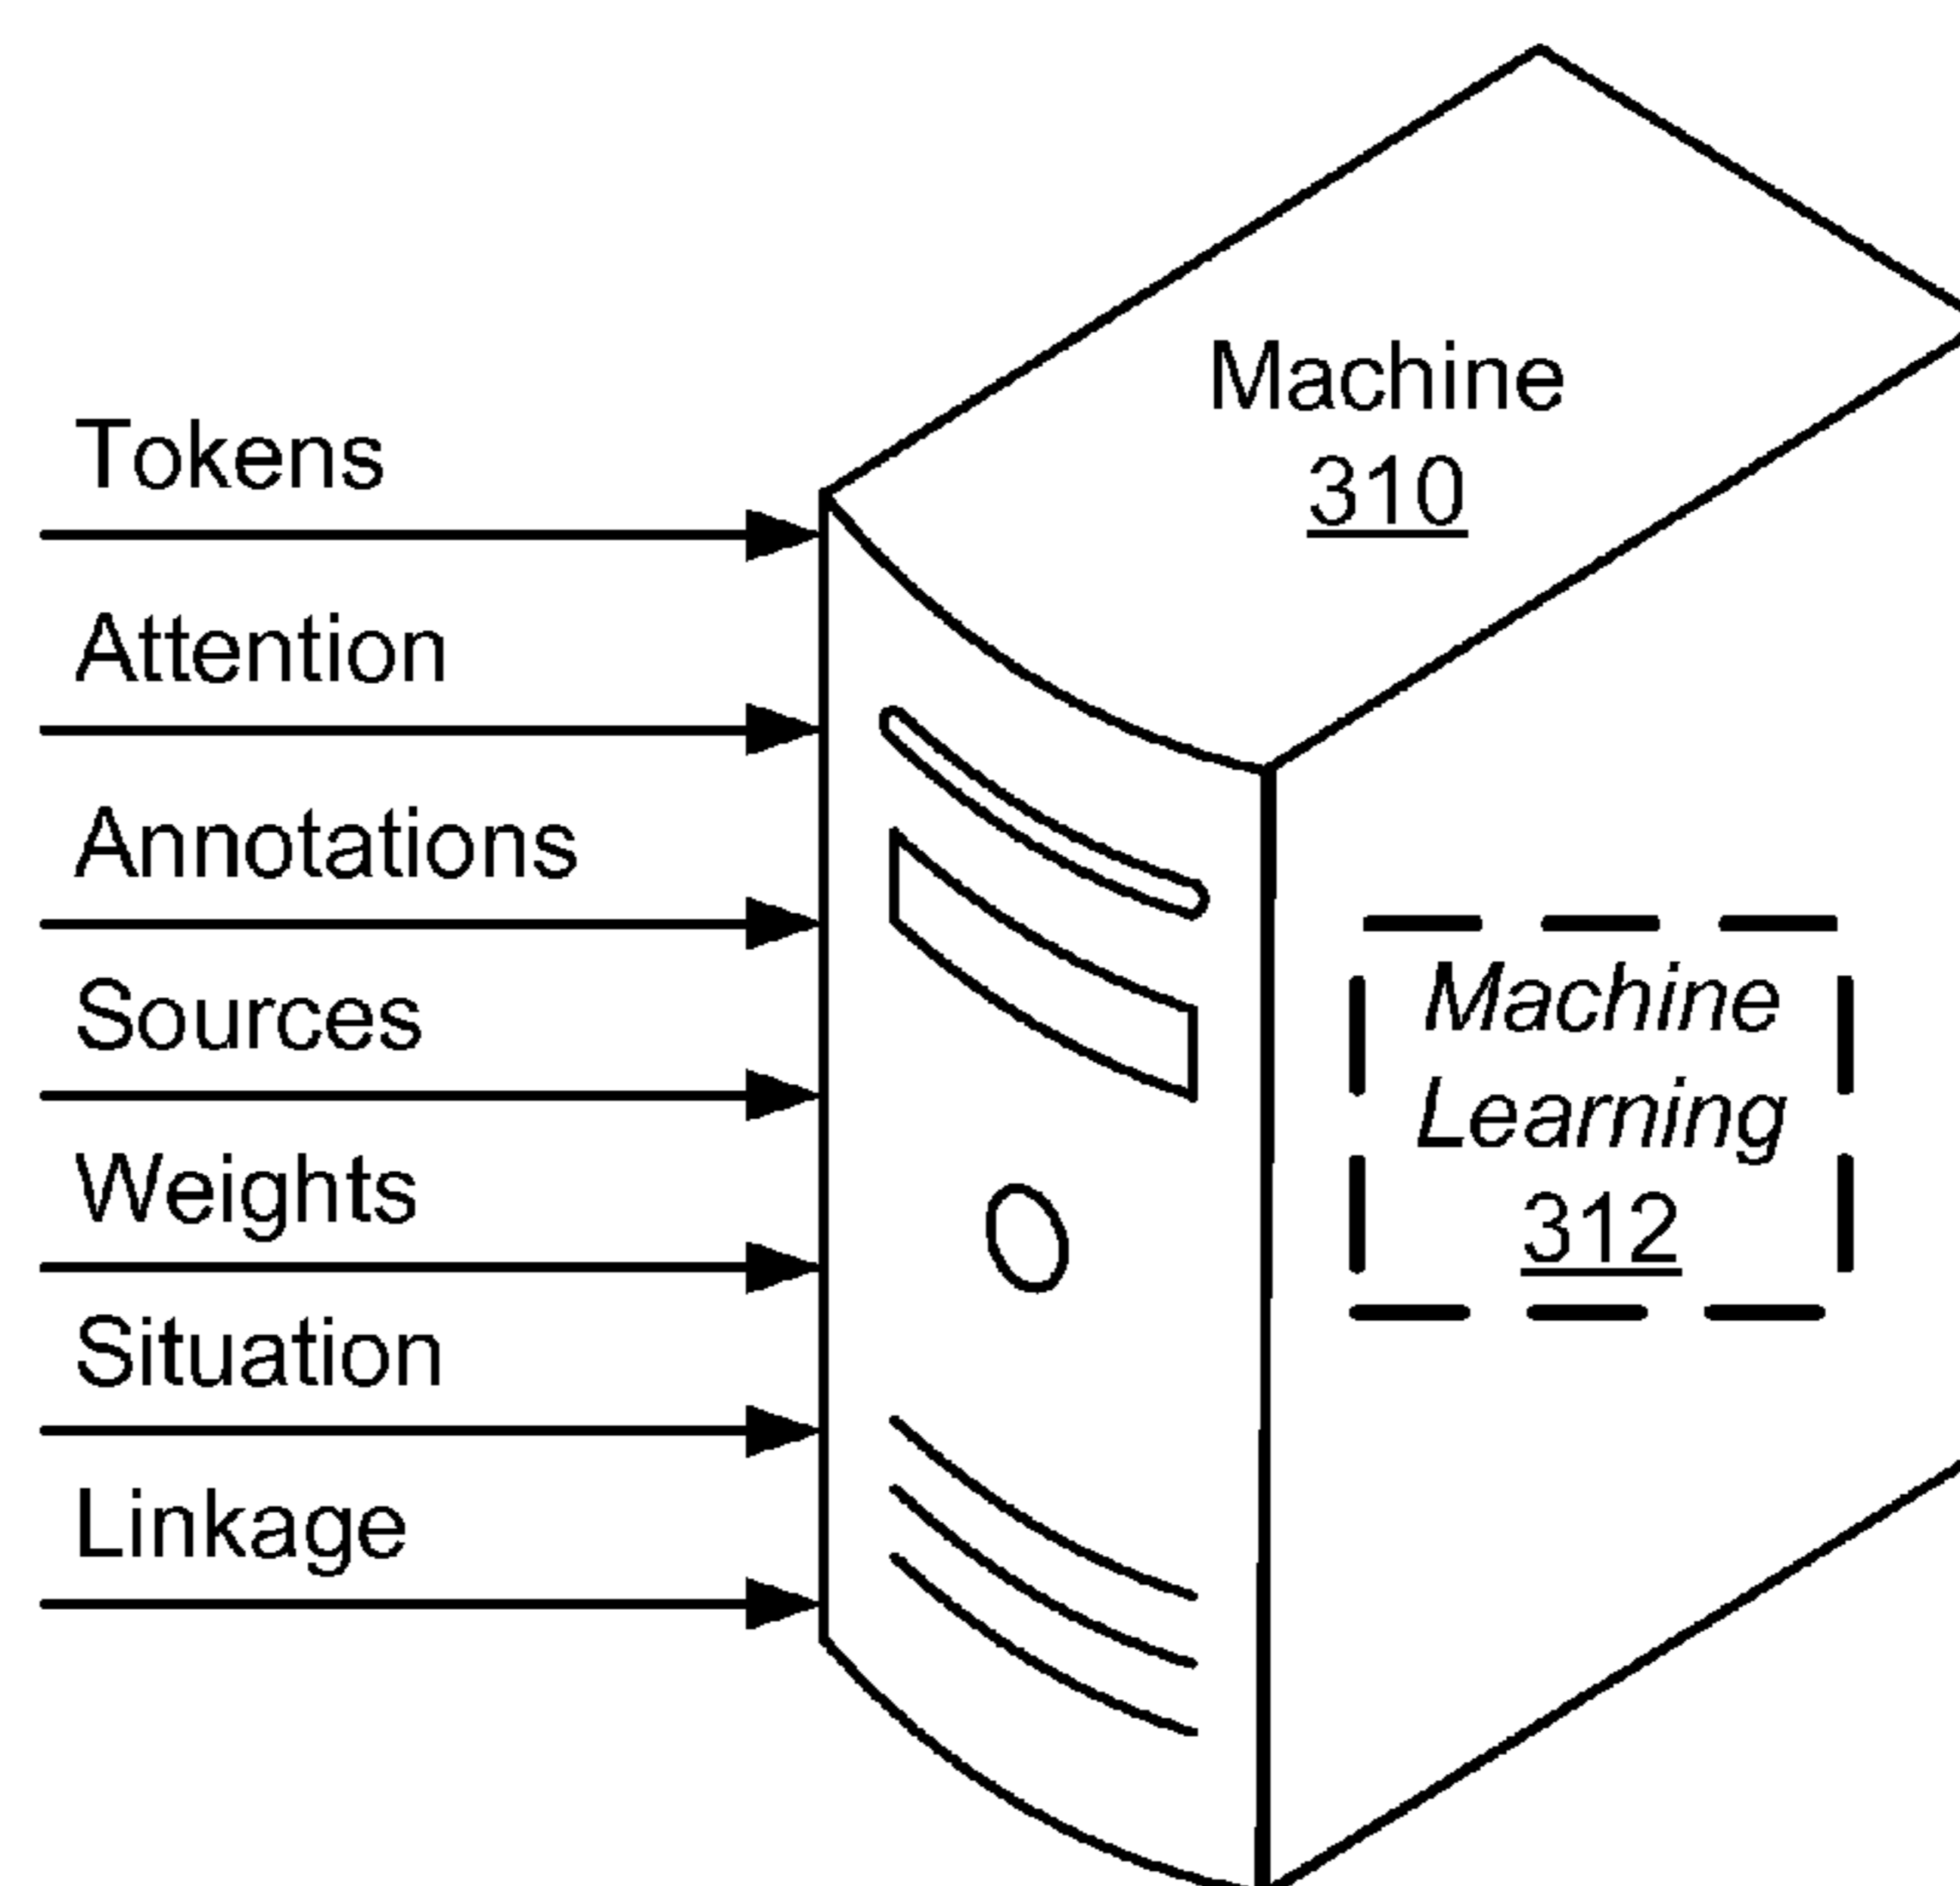 Machine
310
Tokens
Attention
Annotations
Sources
Weights
Situation
Linkage
Machine
Learning
312